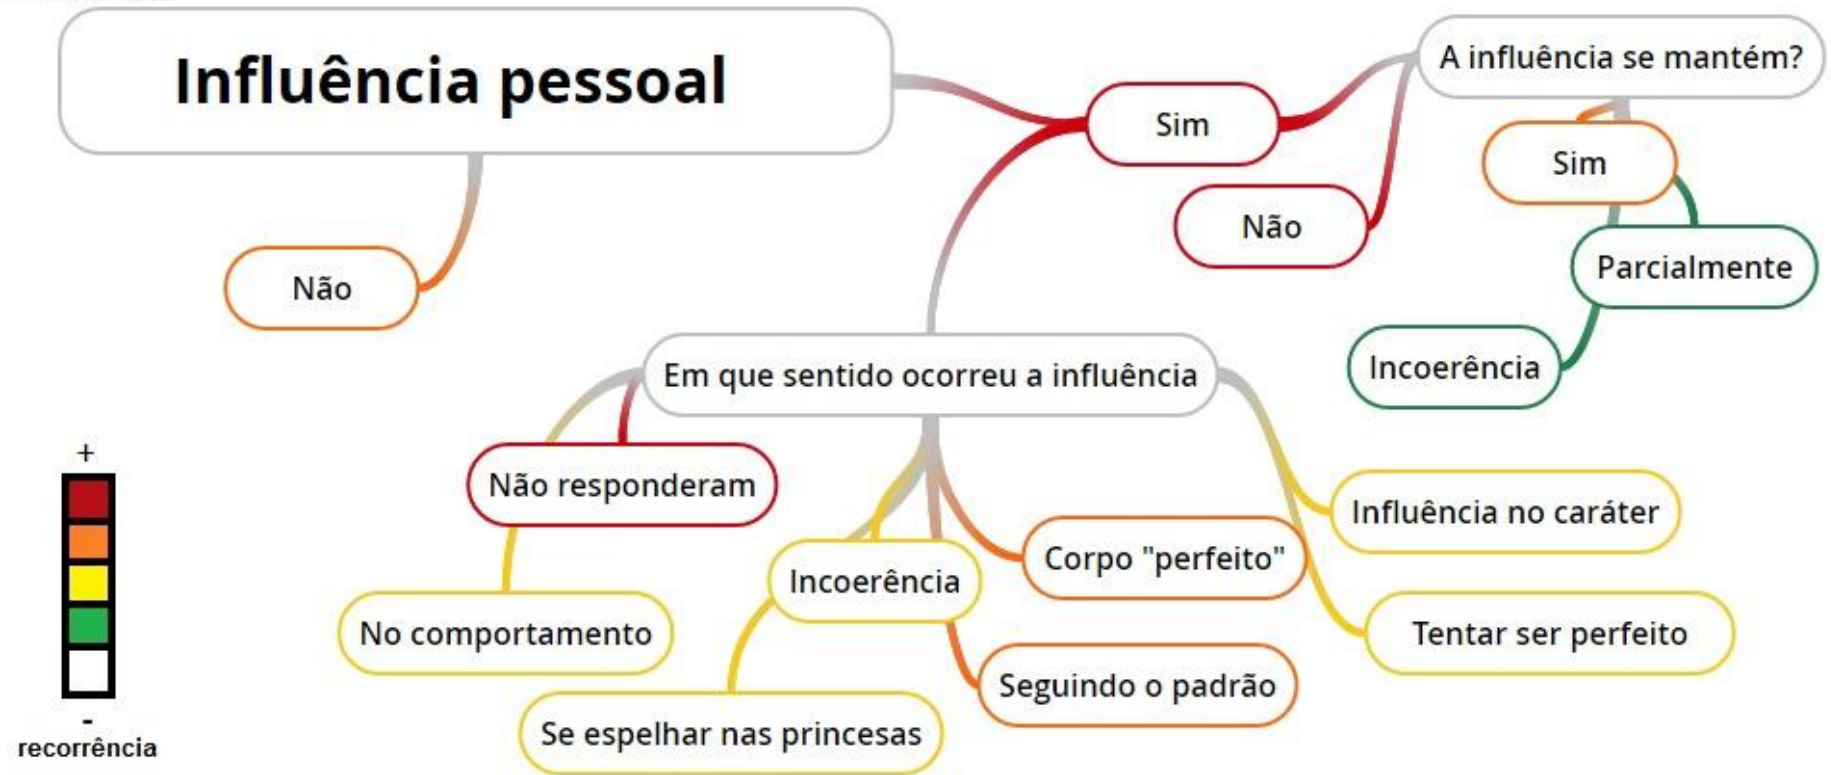 Influência pessoal
A influência se mantém?
Sim
Sim
Não
Parcialmente
Não
Incoerência
Em que sentido ocorreu a influência
Não responderam
Influência no caráter
Corpo "perfeito"
Incoerência
No comportamento
Tentar ser perfeito
Seguindo o padrão
Se espelhar nas princesas
+
-
recorrência